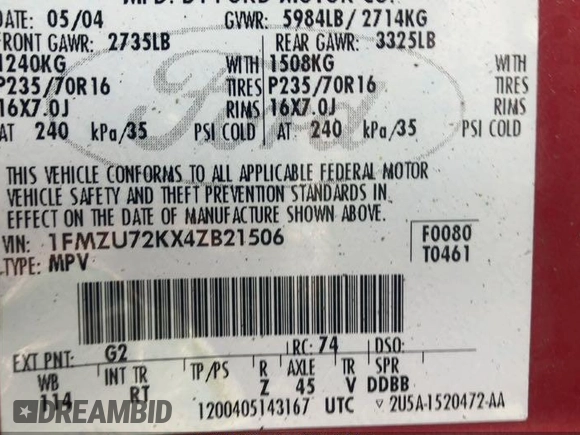 MFD. BY FORD MOTOR CO.
DATE: 05/04 GVWR: 5984LB/ 2714KG
FRONT GAWR: 2735LB REAR GAWR: 3325LB
1240KG WITH 1508KG WITH
P235/70R16 TIRES P235/70R16 TIRES
16X7.0J RIMS 16X7.0J RIMS
AT 240 kPa/35 PSI COLD AT 240 kPa/35 PSI COLD
Ford
THIS VEHICLE CONFORMS TO ALL APPLICABLE FEDERAL MOTOR
VEHICLE SAFETY AND THEFT PREVENTION STANDARDS IN
EFFECT ON THE DATE OF MANUFACTURE SHOWN ABOVE.
VIN: 1FMZU72KX4ZB21506 F0080
TYPE: MPV T0461
EXT PNT: G2 RC: 74 DSO:
WB INT TR TP/PS R AXLE TR SPR
114 RT Z 45 V DDBB
1200405143167 UTC ▽ 2U5A-1520472-AA
DREAMBID